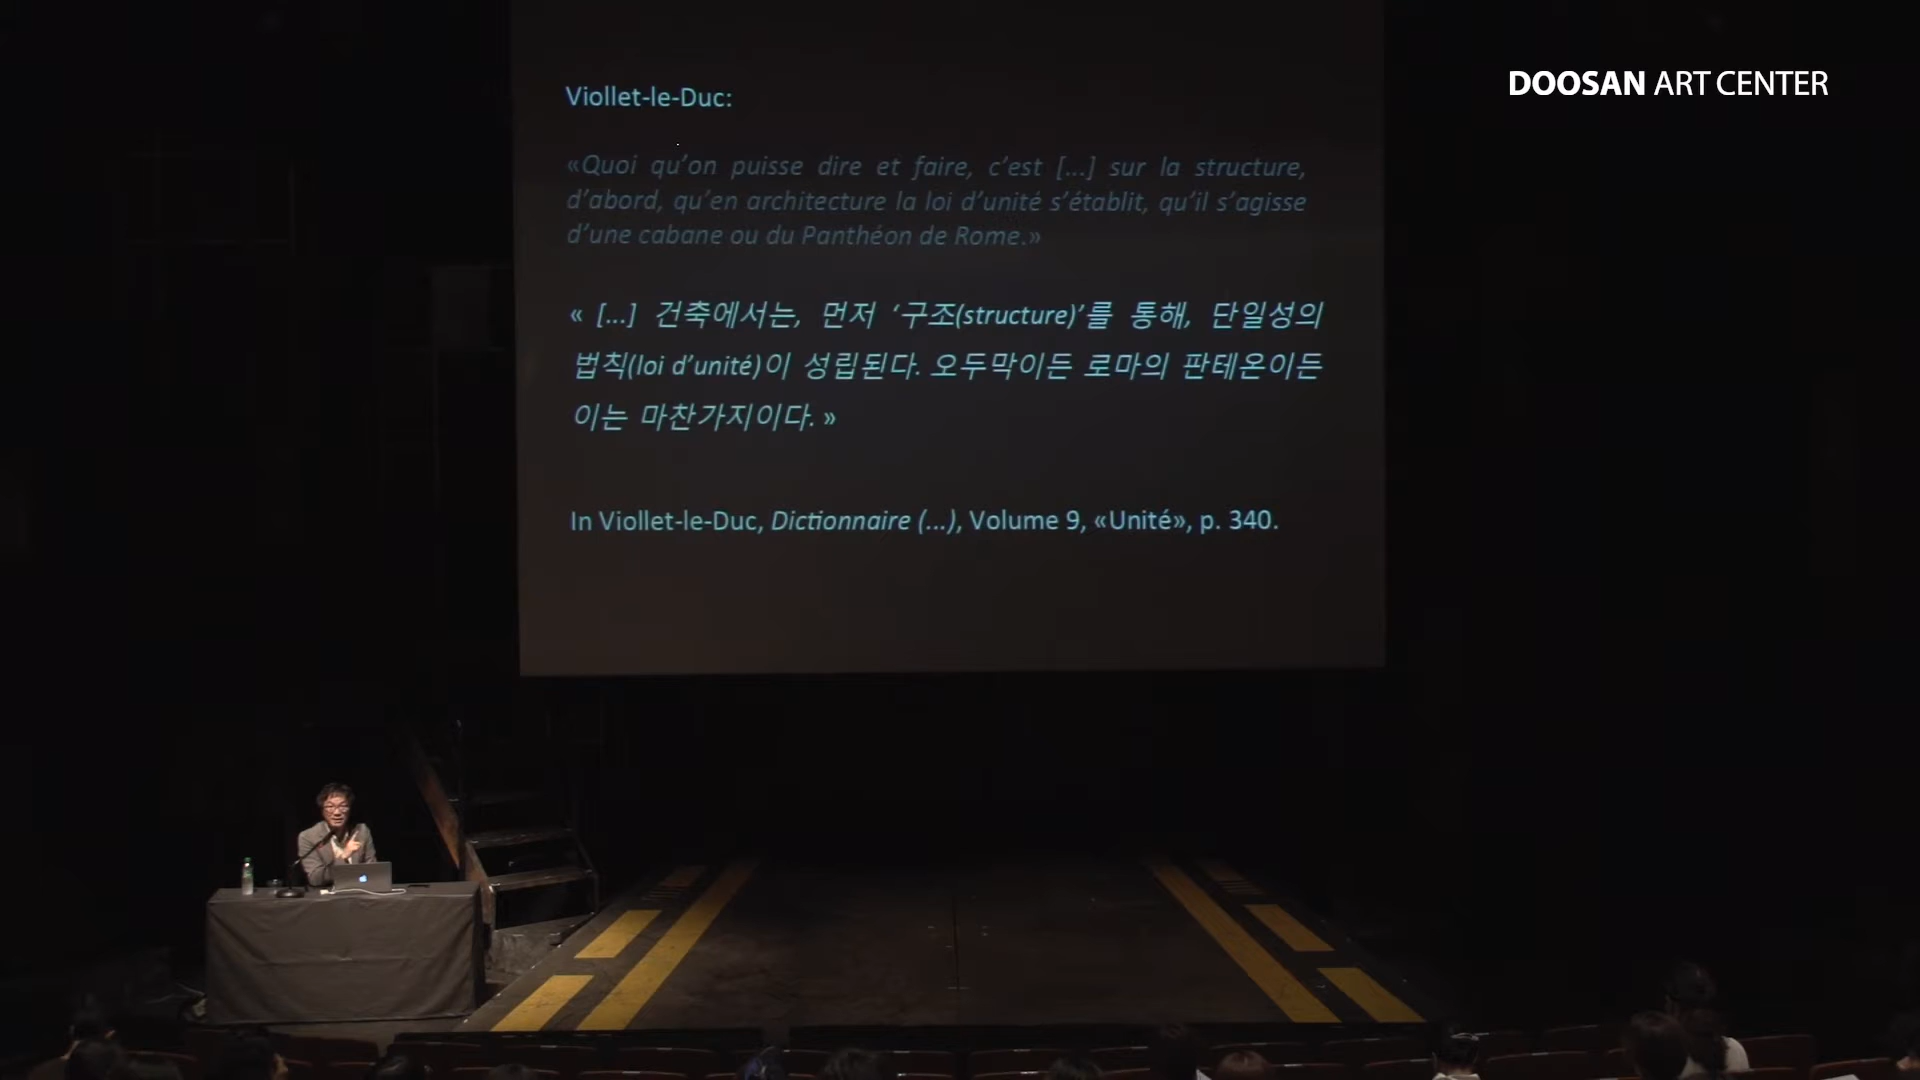 DOOSAN ART CENTER
Viollet-le-Duc:
«Quoi qu’on puisse dire et faire, c’est [...] sur la structure,
d’abord, qu’en architecture la loi d’unité s’établit, qu’il s’agisse
d’une cabane ou du Panthéon de Rome.»
« [...] 건축에서는, 먼저 ‘구조(structure)’를 통해, 단일성의
법칙(loi d’unité)이 성립된다. 오두막이든 로마의 판테온이든
이는 마찬가지이다. »
In Viollet-le-Duc, Dictionnaire (...), Volume 9, «Unité», p. 340.